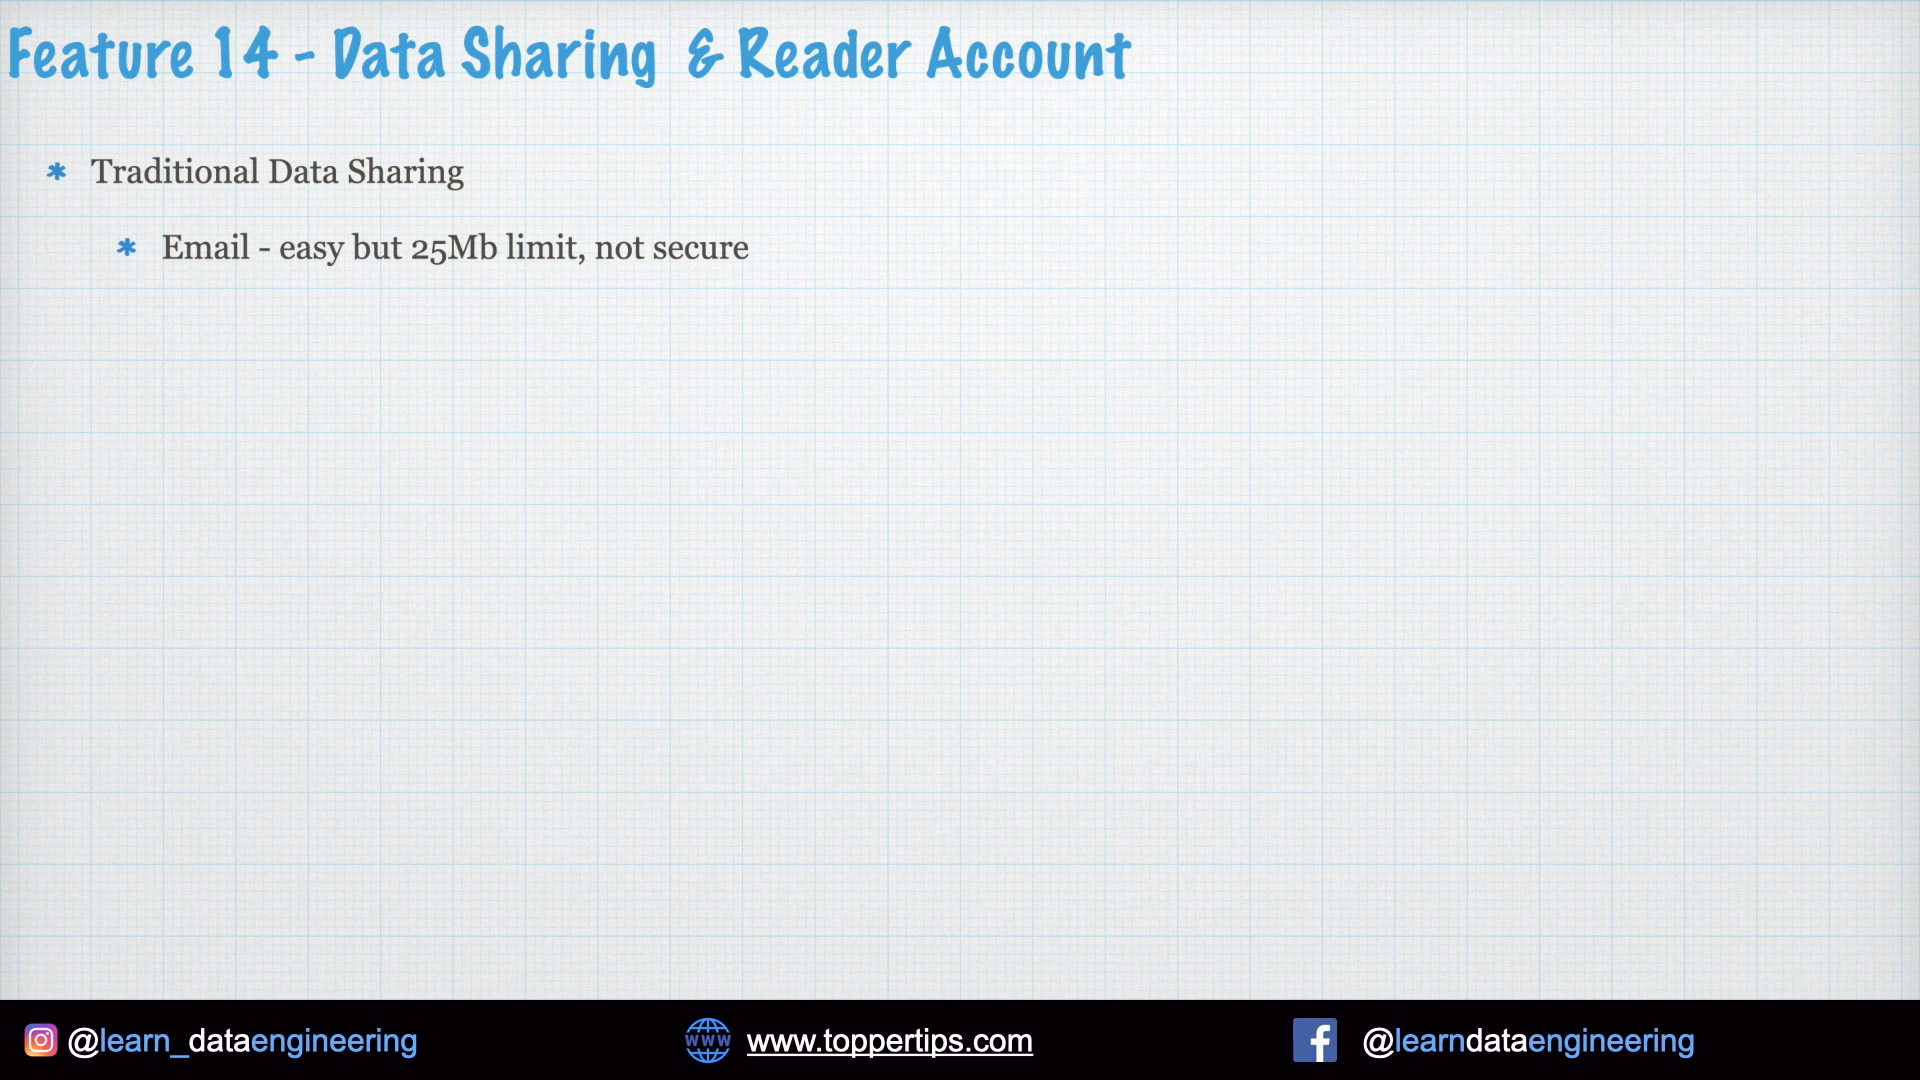 Feature 14 - Data Sharing & Reader Account
* Traditional Data Sharing
* Email - easy but 25Mb limit, not secure
@learn_dataengineering
WWW
www.toppertips.com
@learndataengineering